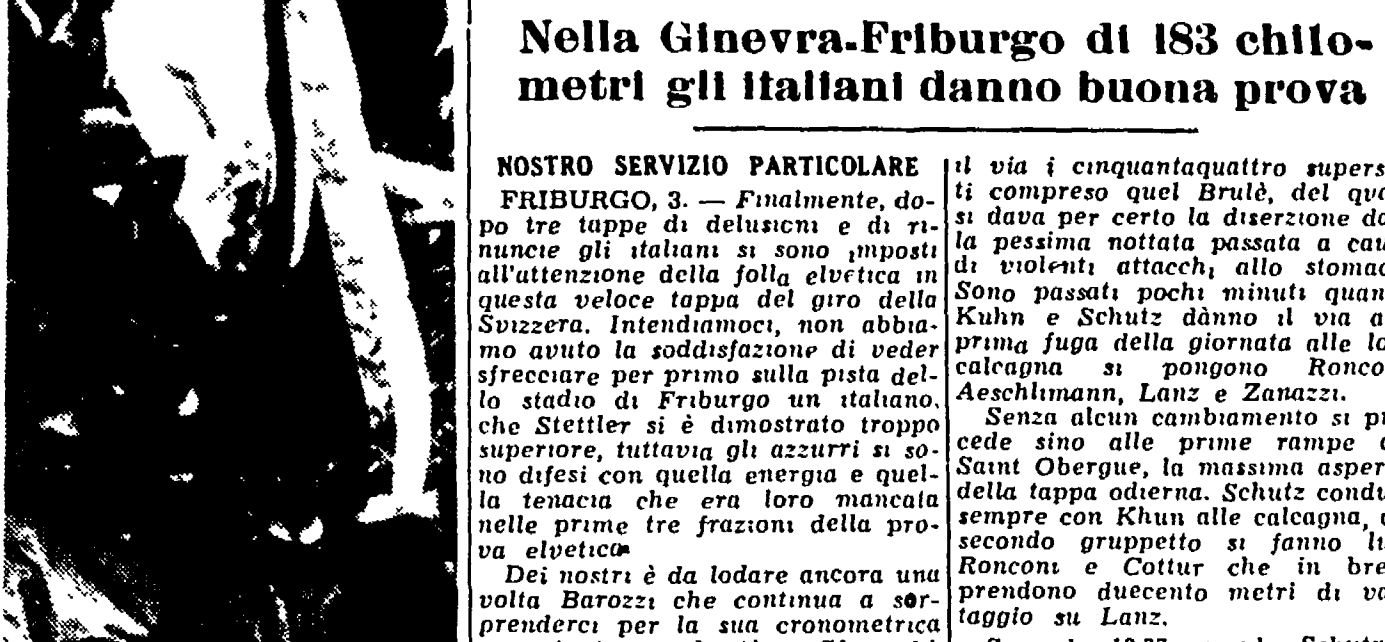 Nella Ginevra-Friburgo di 183 chilo-
metri gli italiani danno buona prova
NOSTRO SERVIZIO PARTICOLARE
FRIBURGO, 3. — Finalmente, do-
po tre tappe di delusioni e di ri-
nuncie gli italiani si sono imposti
all'attenzione della folla elvetica in
questa veloce tappa del giro della
Svizzera. Intendiamoci, non abbia-
mo avuto la soddisfazione di veder
sfrecciare per primo sulla pista del-
lo stadio di Friburgo un italiano,
che Stettler si è dimostrato troppo
superiore, tuttavia gli azzurri si so-
no difesi con quella energia e quel-
la tenacia che era loro mancata
nelle prime tre frazioni della pro-
va elvetica
Dei nostri è da lodare ancora una
volta Barozzi che continua a sor-
prenderci per la sua cronometrica
il via i cinquantaquattro supers
ti compreso quel Brulè, del qua
si dava per certo la diserzione do
la pessima nottata passata a cau
di violenti attacchi allo stomac
Sono passati pochi minuti quan
Kuhn e Schutz dànno il via a
prima fuga della giornata alle lo
calcagna si pongono Ronco
Aeschlimann, Lanz e Zanazzi.
Senza alcun cambiamento si p
cede sino alle prime rampe d
Saint Obergue, la massima asper
della tappa odierna. Schutz condu
sempre con Khun alle calcagna,
secondo gruppetto si fanno l
Ronconi e Cottur che in bre
prendono duecento metri di va
taggio su Lanz.